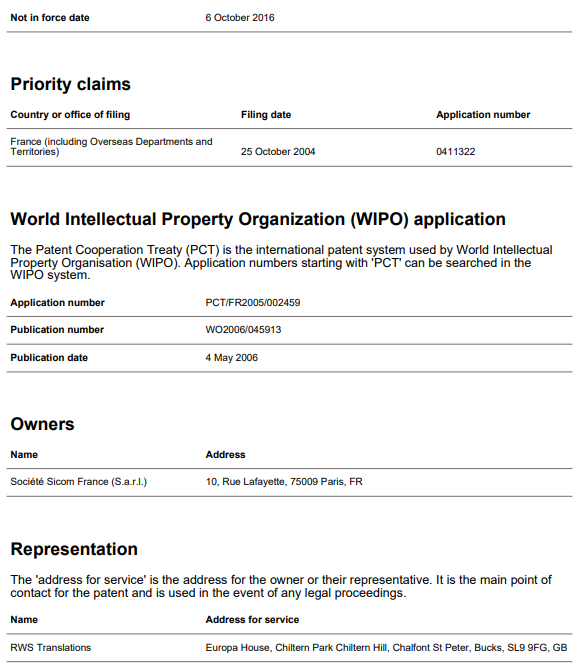 Not in force date 6 October 2016
Priority claims
Country or office of filing Filing date Application number
France (including Overseas Departments and
Territories) 25 October 2004 0411322
World Intellectual Property Organization (WIPO) application
The Patent Cooperation Treaty (PCT) is the international patent system used by World Intellectual
Property Organisation (WIPO). Application numbers starting with 'PCT' can be searched in the
WIPO system.
Application number PCT/FR2005/002459
Publication number WO2006/045913
Publication date 4 May 2006
Owners
Name Address
Société Sicom France (S.a.r.l.) 10, Rue Lafayette, 75009 Paris, FR
Representation
The 'address for service' is the address for the owner or their representative. It is the main point of
contact for the patent and is used in the event of any legal proceedings.
Name Address for service
RWS Translations Europa House, Chiltern Park Chiltern Hill, Chalfont St Peter, Bucks, SL9 9FG, GB